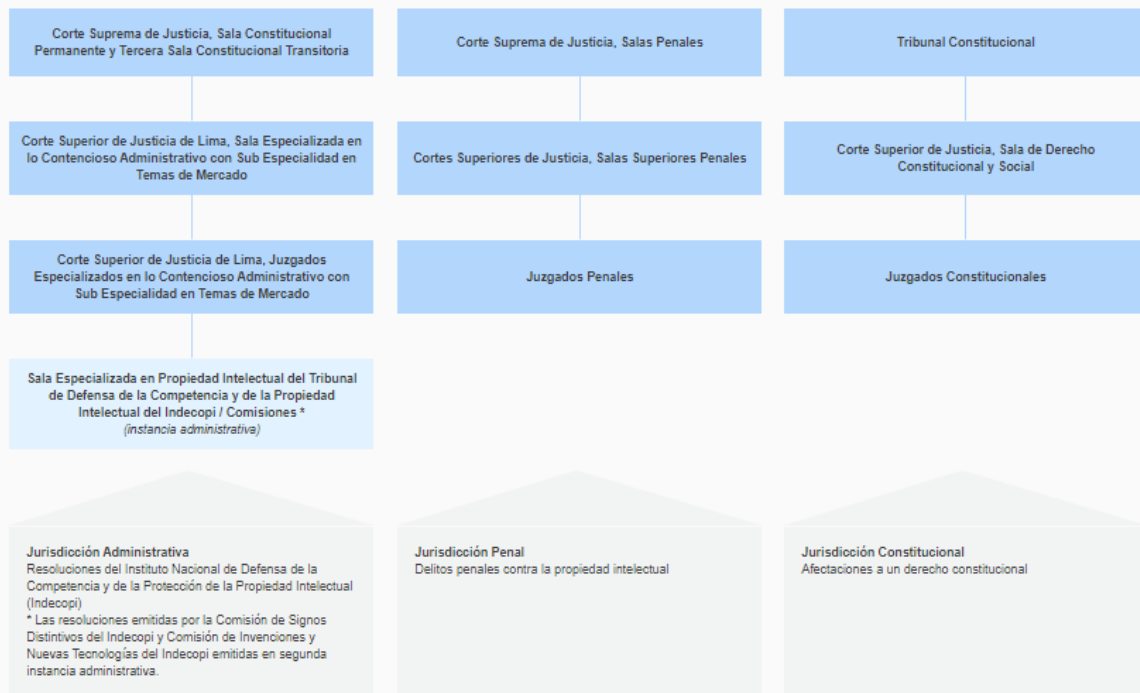 Corte Suprema de Justicia, Sala Constitucional
Permanente y Tercera Sala Constitucional Transitoria
Corte Suprema de Justicia, Salas Penales
Tribunal Constitucional
Corte Superior de Justicia de Lima, Sala Especializada en
lo Contencioso Administrativo con Sub Especialidad en
Temas de Mercado
Cortes Superiores de Justicia, Salas Superiores Penales
Corte Superior de Justicia, Sala de Derecho
Constitucional y Social
Corte Superior de Justicia de Lima, Juzgados
Especializados en lo Contencioso Administrativo con
Sub Especialidad en Temas de Mercado
Juzgados Penales
Juzgados Constitucionales
Sala Especializada en Propiedad Intelectual del Tribunal
de Defensa de la Competencia y de la Propiedad
Intelectual del Indecopi / Comisiones *
(instancia administrativa)
Jurisdicción Administrativa
Resoluciones del Instituto Nacional de Defensa de la
Competencia y de la Protección de la Propiedad Intelectual
(Indecopi)
* Las resoluciones emitidas por la Comisión de Signos
Distintivos del Indecopi y Comisión de Invenciones y
Nuevas Tecnologías del Indecopi emitidas en segunda
instancia administrativa.
Jurisdicción Penal
Delitos penales contra la propiedad intelectual
Jurisdicción Constitucional
Afectaciones a un derecho constitucional